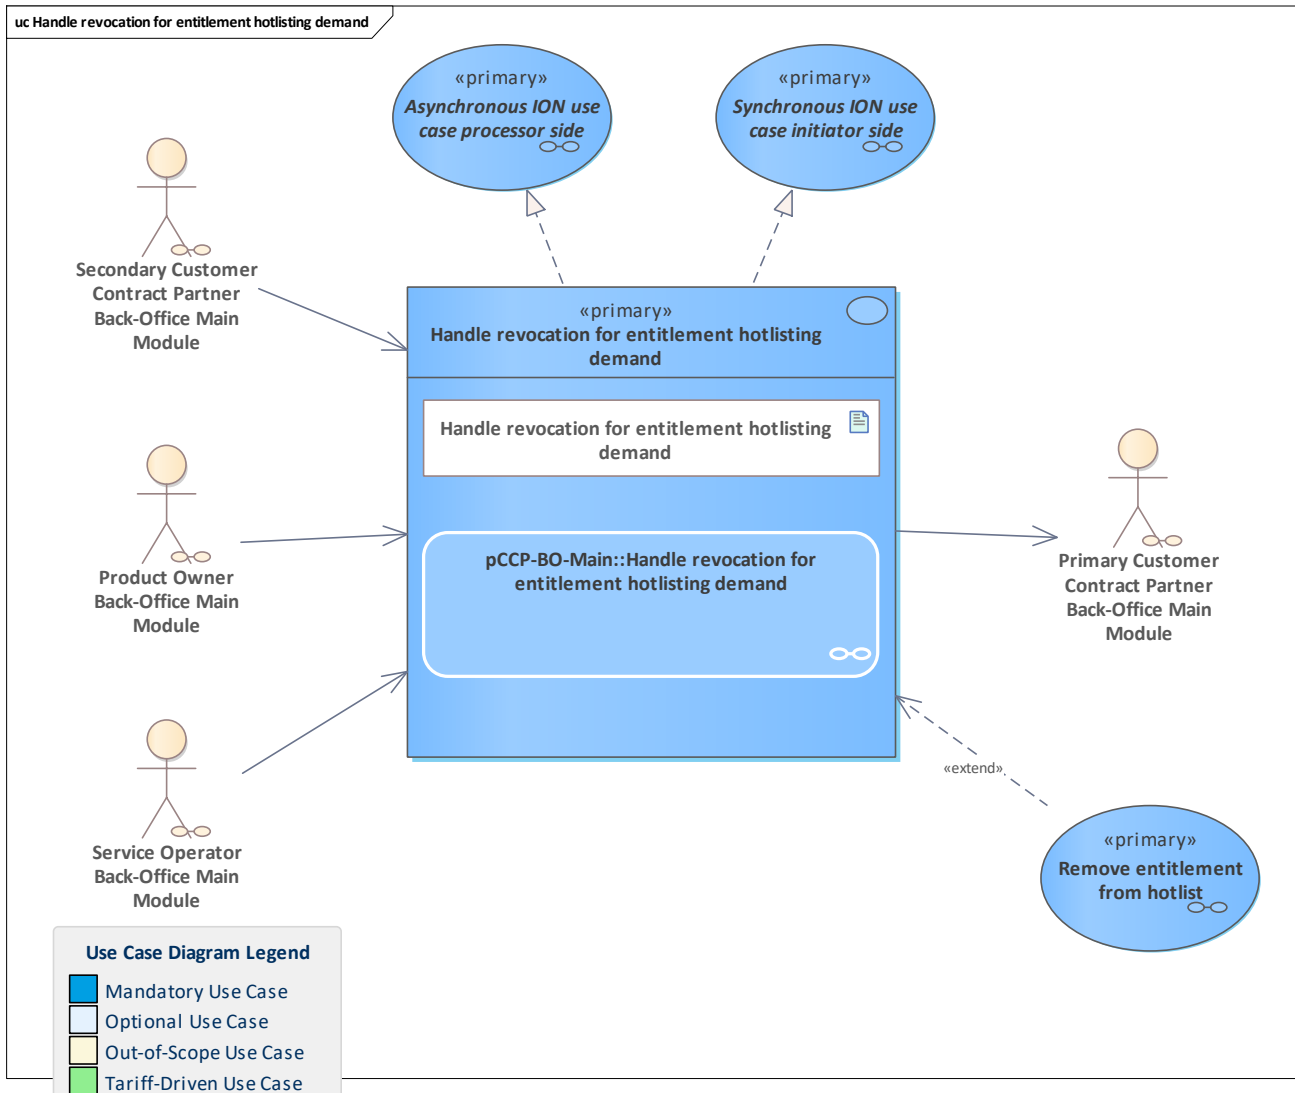 uc Handle revocation for entitlement hotlisting demand
«primary»
Asynchronous ION use
case processor side
«primary»
Synchronous ION use
case initiator side
Secondary Customer
Contract Partner
Back-Office Main
Module
«primary»
Handle revocation for entitlement hotlisting
demand
Handle revocation for entitlement hotlisting
demand
pCCP-BO-Main::Handle revocation for
entitlement hotlisting demand
Product Owner
Back-Office Main
Module
Primary Customer
Contract Partner
Back-Office Main
Module
Service Operator
Back-Office Main
Module
«extend»
«primary»
Remove entitlement
from hotlist
Use Case Diagram Legend
Mandatory Use Case
Optional Use Case
Out-of-Scope Use Case
Tariff-Driven Use Case